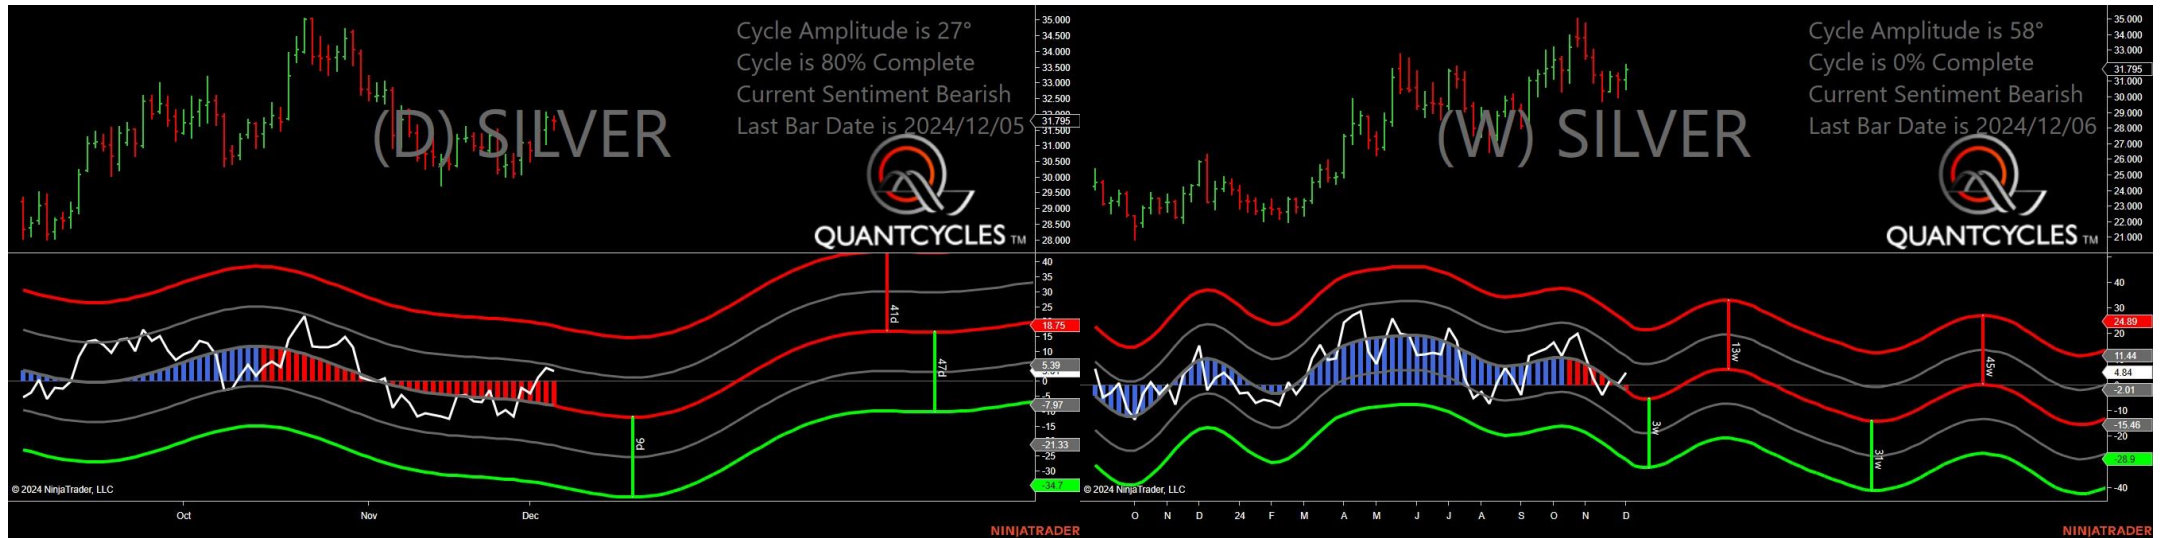 Cycle Amplitude is 27°
Cycle is 80% Complete
Current Sentiment Bearish
Last Bar Date is 2024/12/05
(D) SILVER
QUANTCYCLES TM
35.000
34.500
34.000
33.500
33.000
32.500
32.000
31.795
31.500
31.000
30.500
30.000
29.500
29.000
28.500
28.000
40
35
30
25
20
18.75
15
10
5.39
0
-5
-7.97
-10
-15
-21.33
-25
-30
-34.7
41d
47d
9d
© 2024 NinjaTrader, LLC
Oct Nov Dec
NINJATRADER
Cycle Amplitude is 58°
Cycle is 0% Complete
Current Sentiment Bearish
Last Bar Date is 2024/12/06
(W) SILVER
QUANTCYCLES TM
35.000
34.000
33.000
31.795
30.000
29.000
28.000
27.000
26.000
25.000
24.000
23.000
22.000
21.000
40
30
24.89
20
11.44
4.84
-2.01
-10
-15.46
-20
-28.9
-40
13w
45w
3w
31w
© 2024 NinjaTrader, LLC
O N D 24 F M A M J J A S O N D
NINJATRADER